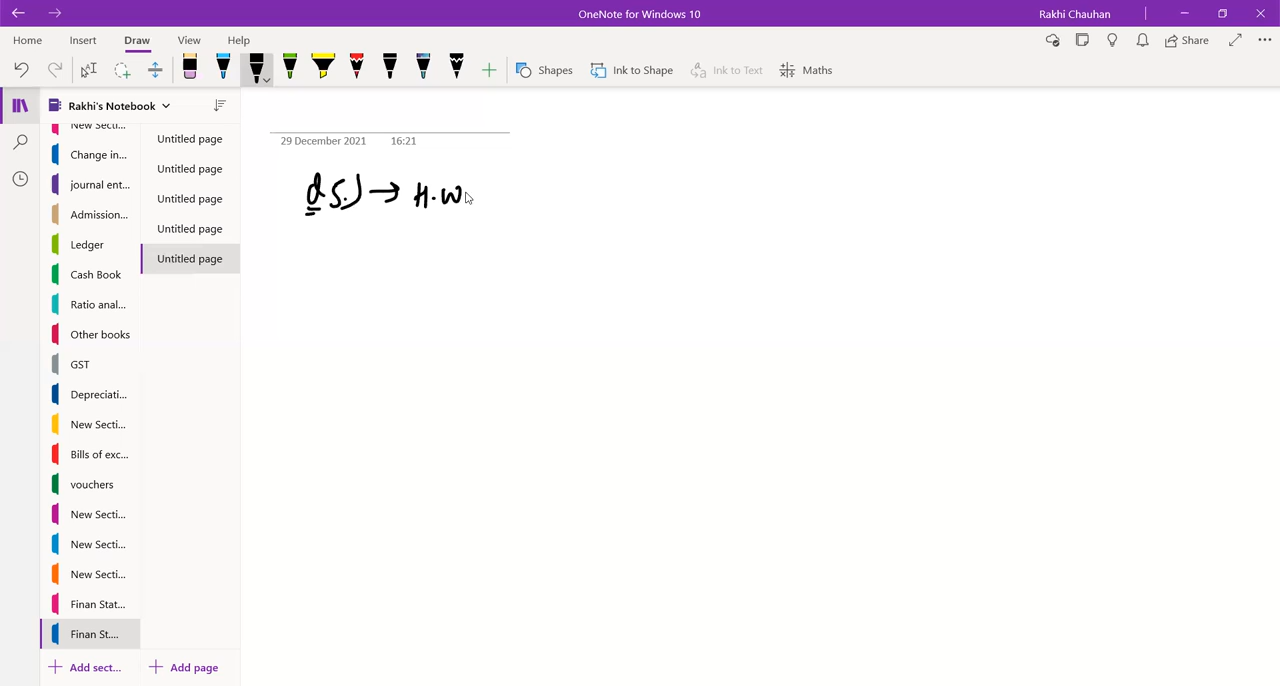 OneNote for Windows 10
Rakhi Chauhan
Home Insert Draw View Help
Share
Shapes Ink to Shape Ink to Text Maths
Rakhi's Notebook
New Secti...
Change in...
journal ent...
Admission...
Ledger
Cash Book
Ratio anal...
Other books
GST
Depreciati...
New Secti...
Bills of exc...
vouchers
New Secti...
New Secti...
New Secti...
Finan Stat...
Finan St....
Add sect...
Untitled page
Untitled page
Untitled page
Untitled page
Untitled page
Add page
29 December 2021 16:21
→ H.W